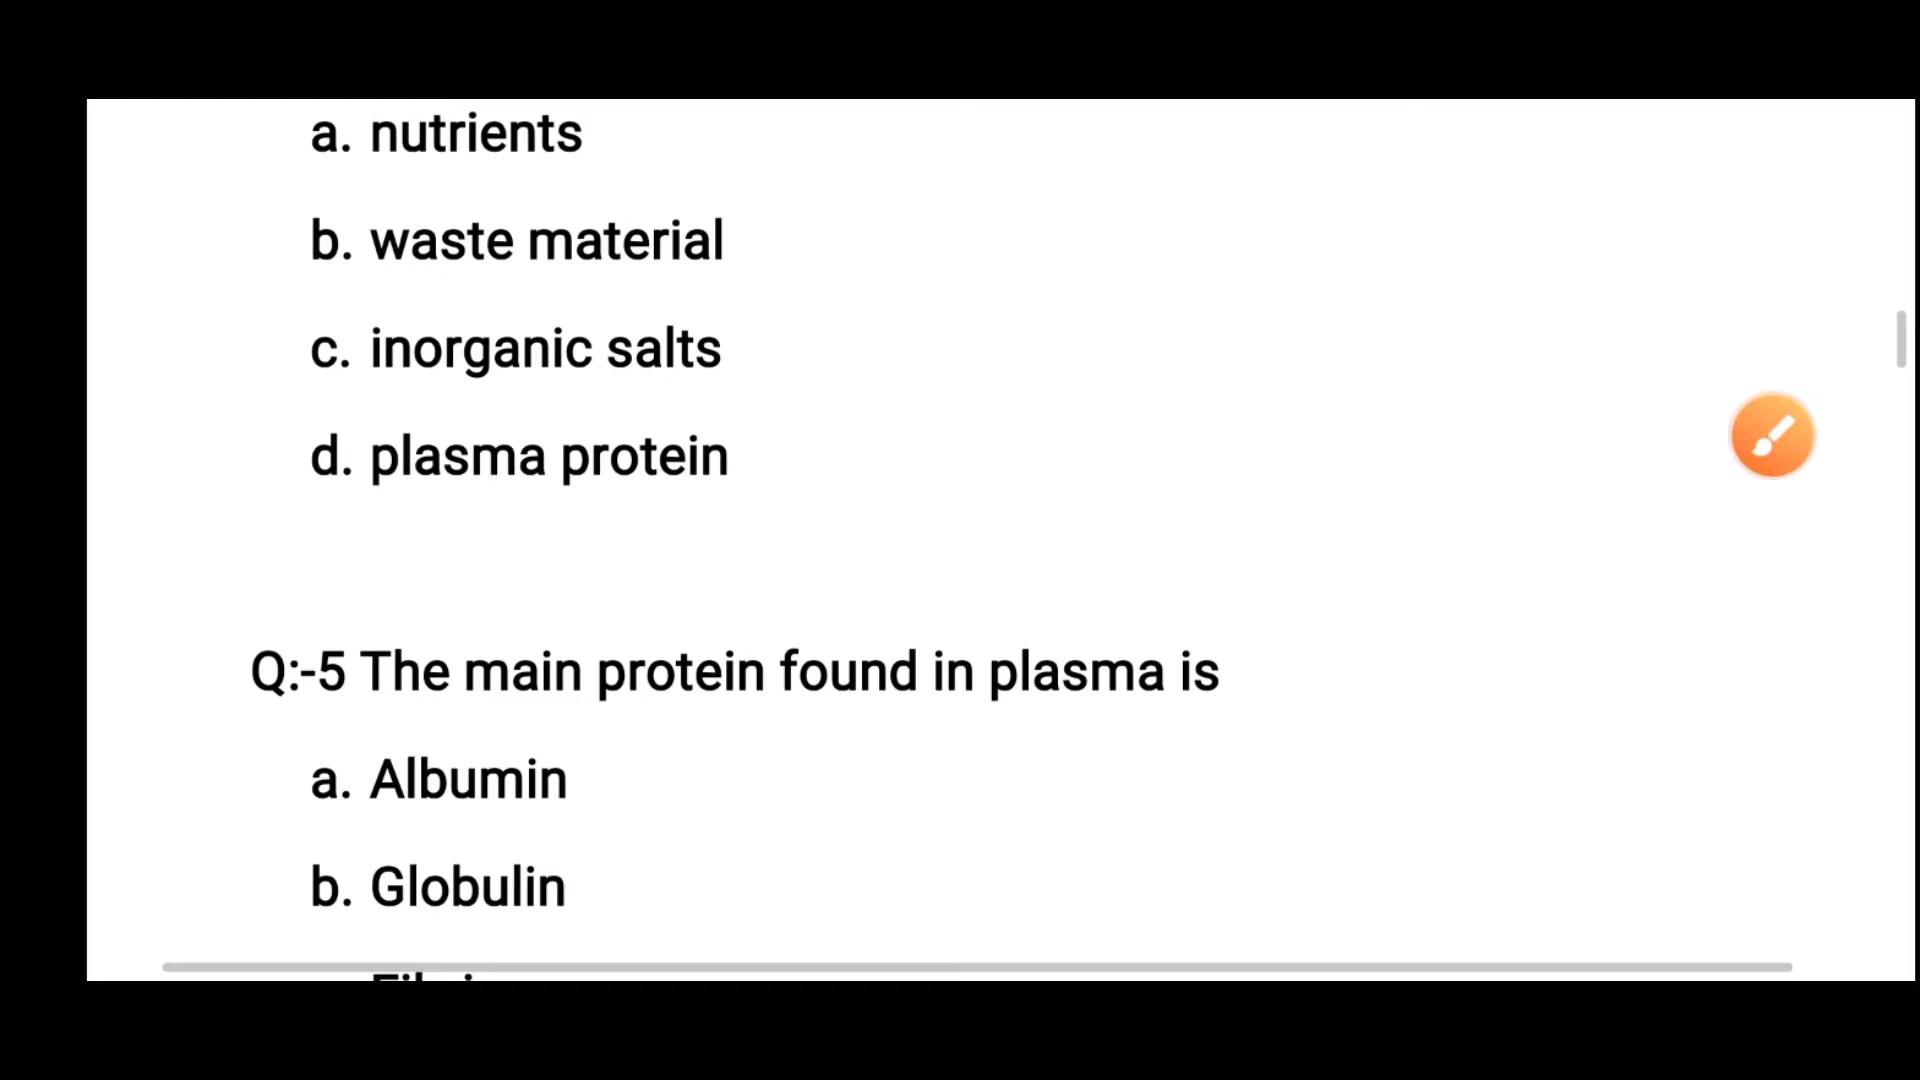 a. nutrients
b. waste material
c. inorganic salts
d. plasma protein
Q:-5 The main protein found in plasma is
a. Albumin
b. Globulin